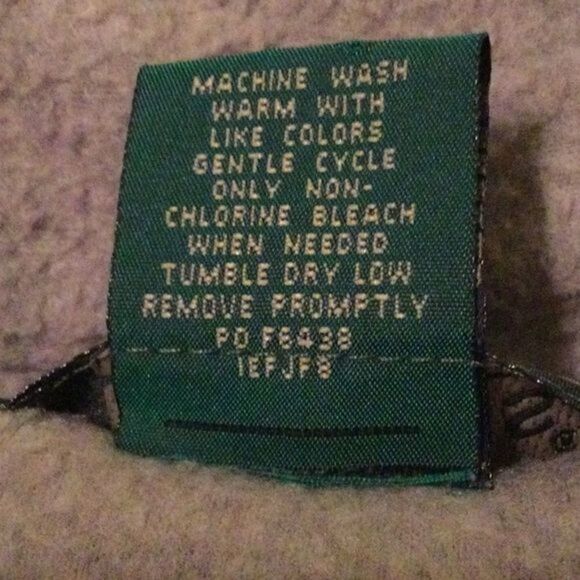 MACHINE WASH
WARM WITH
LIKE COLORS
GENTLE CYCLE
ONLY NON-
CHLORINE BLEACH
WHEN NEEDED
TUMBLE DRY LOW
REMOVE PROMPTLY
PO F6438
1EFJF8
®